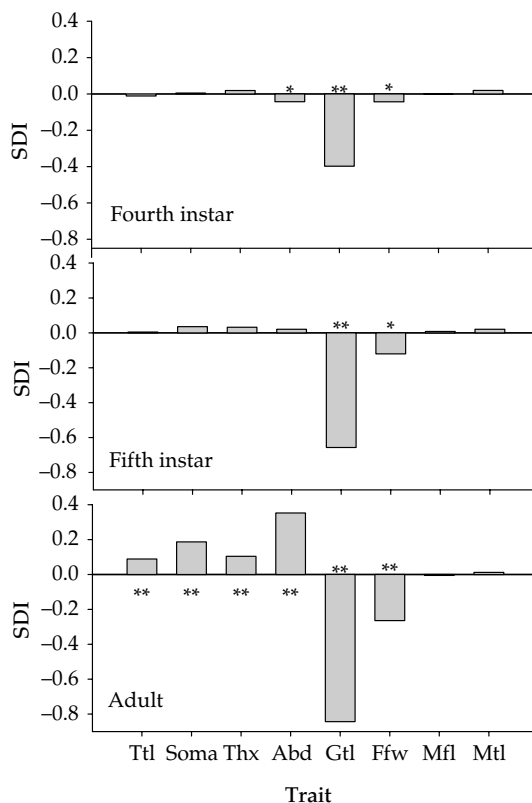 0.4
0.2
0.0
−0.2
−0.4
−0.6
−0.8
SDI
* ** *
Fourth instar
0.4
0.2
0.0
−0.2
−0.4
−0.6
−0.8
SDI
** *
Fifth instar
0.4
0.2
0.0
−0.2
−0.4
−0.6
−0.8
SDI
** ** ** ** ** **
Adult
Ttl Soma Thx Abd Gtl Ffw Mfl Mtl
Trait